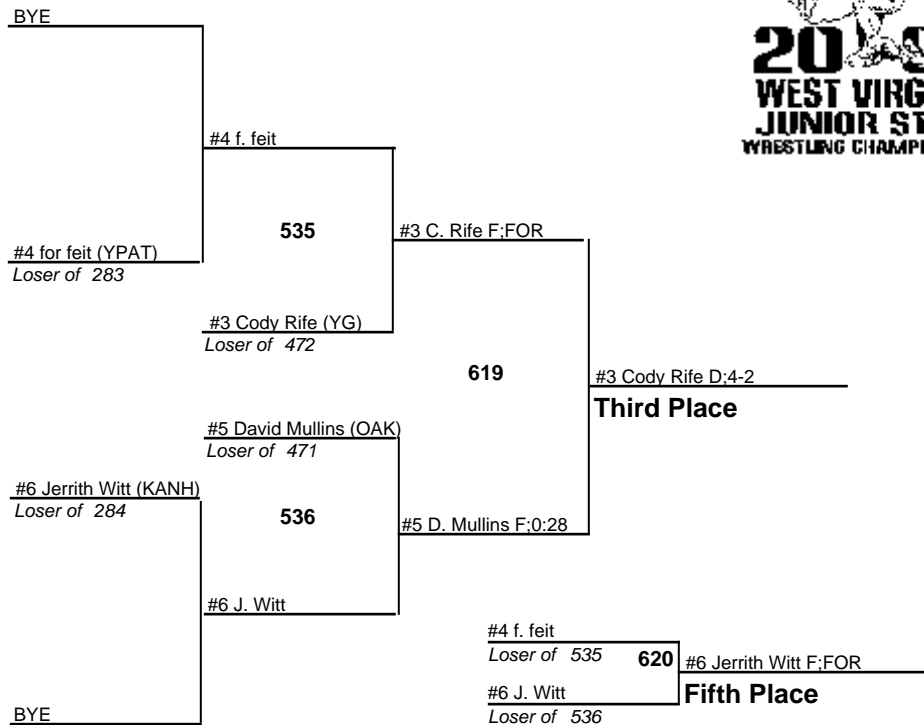 BYE
20
WEST VIRG
JUNIOR ST
WRESTLING CHAMPI
#4 f. feit
535
#3 C. Rife F;FOR
#4 for feit (YPAT)
Loser of 283
#3 Cody Rife (YG)
Loser of 472
619
#3 Cody Rife D;4-2
Third Place
#5 David Mullins (OAK)
Loser of 471
#6 Jerrith Witt (KANH)
Loser of 284
536
#5 D. Mullins F;0:28
#6 J. Witt
#4 f. feit
Loser of 535
620
#6 Jerrith Witt F;FOR
Fifth Place
#6 J. Witt
Loser of 536
BYE